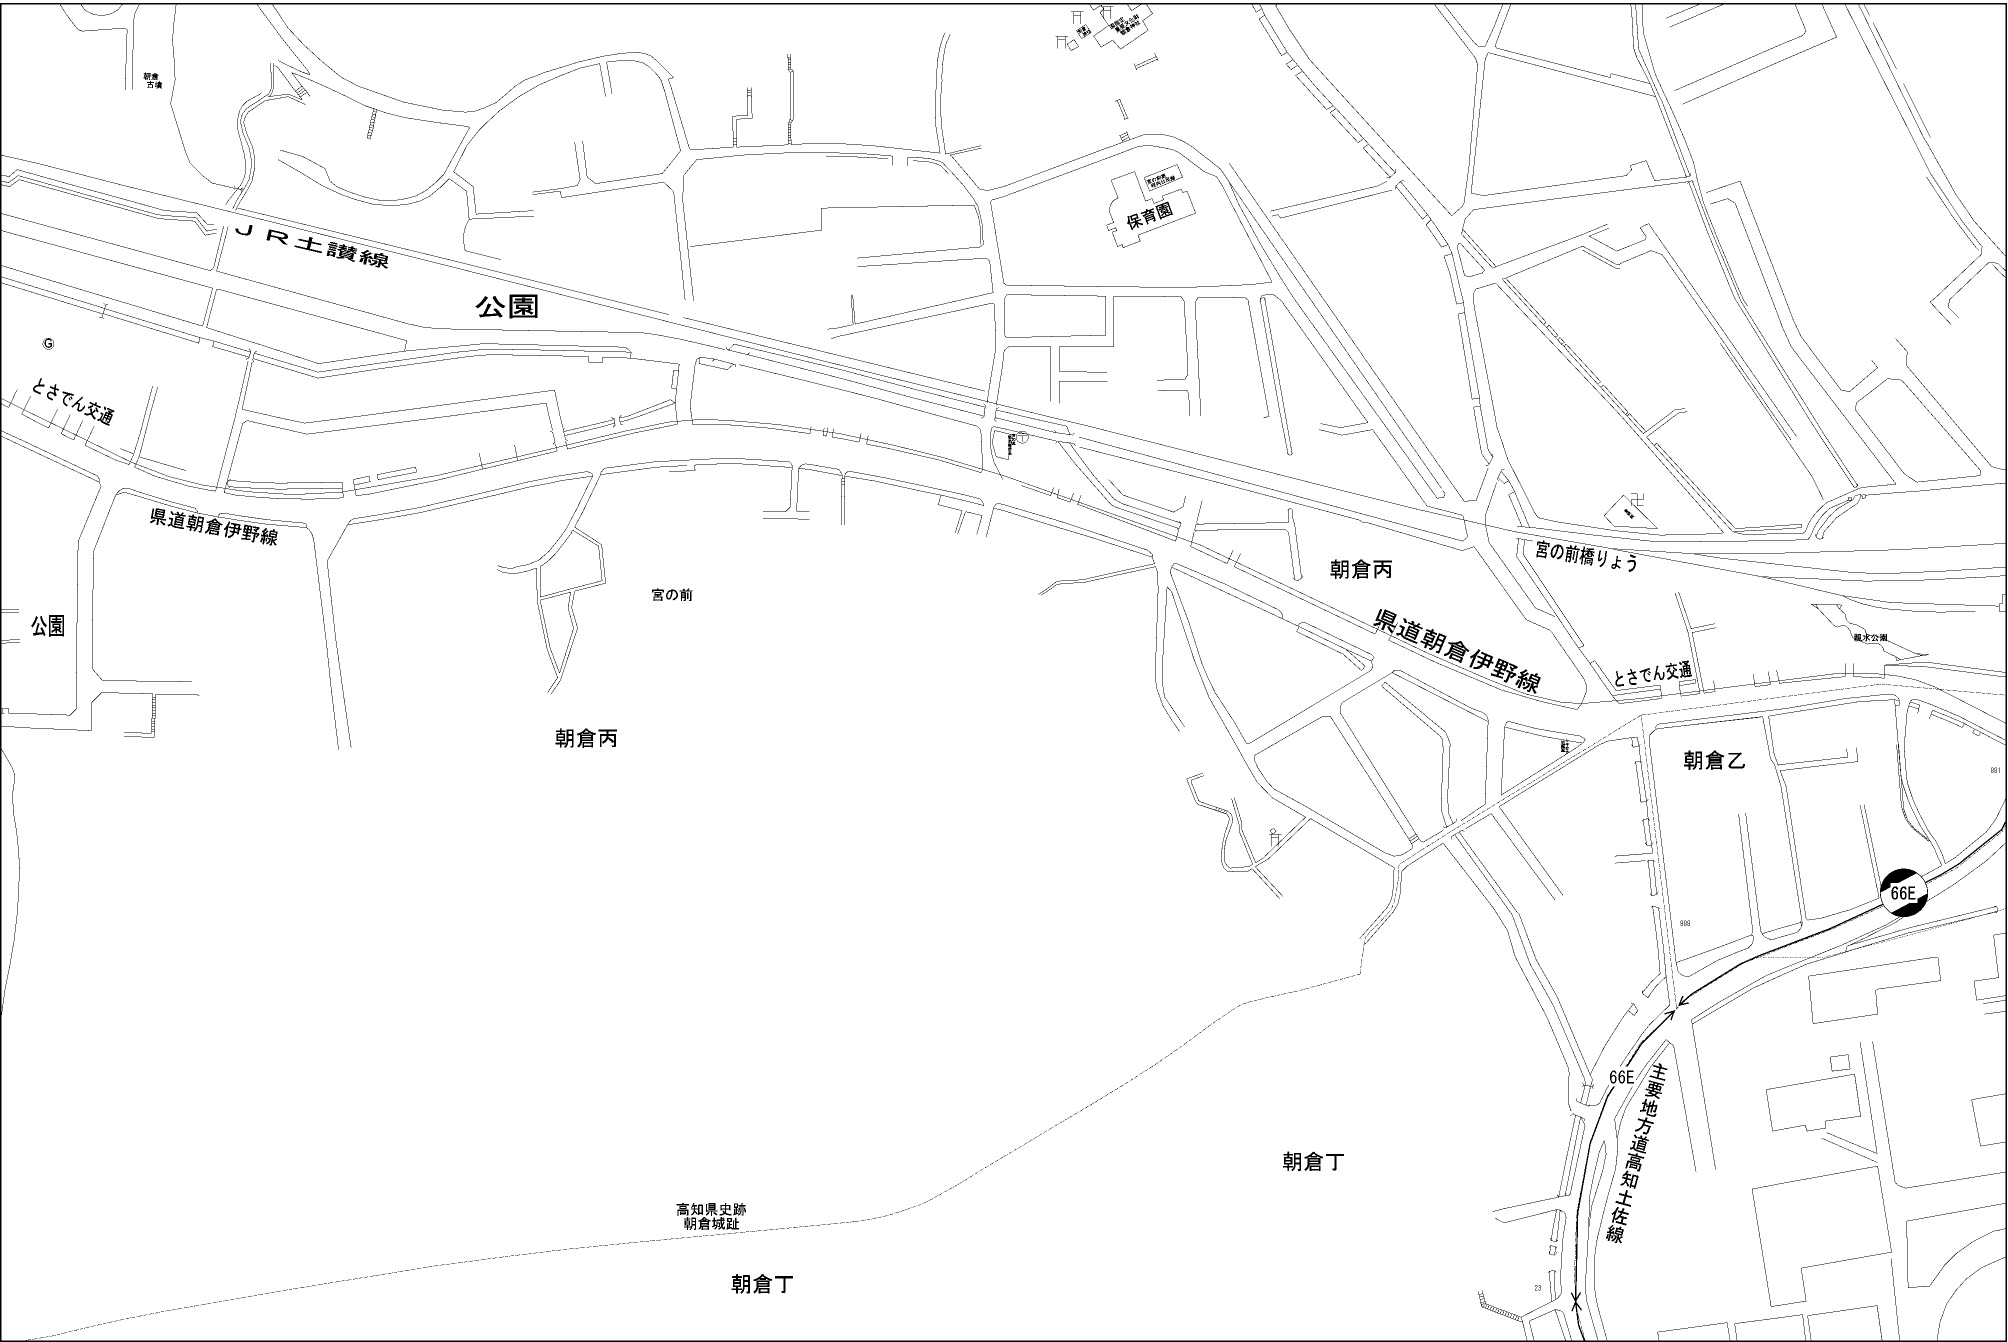 朝倉
古墳
保育園
JR土讃線
公園
G
とさでん交通
県道朝倉伊野線
宮の前橋りょう
朝倉丙
宮の前
公園
県道朝倉伊野線
親水公園
とさでん交通
朝倉丙
朝倉乙
881
66E
988
66E
主要地方道高知土佐線
朝倉丁
高知県史跡
朝倉城趾
朝倉丁
23